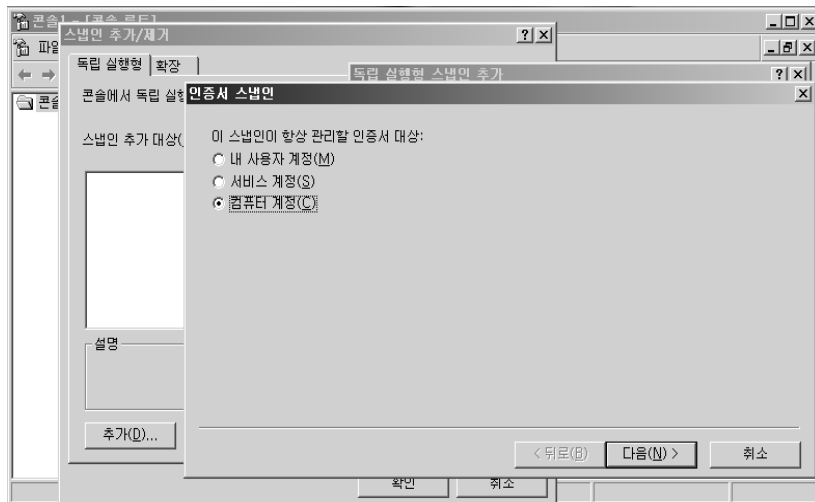 콘솔1 - [콘솔 루트]
스냅인 추가/제거
파일
독립 실행형
확장
독립 실행형 스냅인 추가
콘솔에서 독립 실행
인증서 스냅인
스냅인 추가 대상(
이 스냅인이 항상 관리할 인증서 대상:
내 사용자 계정(M)
서비스 계정(S)
컴퓨터 계정(C)
설명
추가(D)...
< 뒤로(B)
다음(N) >
취소
확인
취소